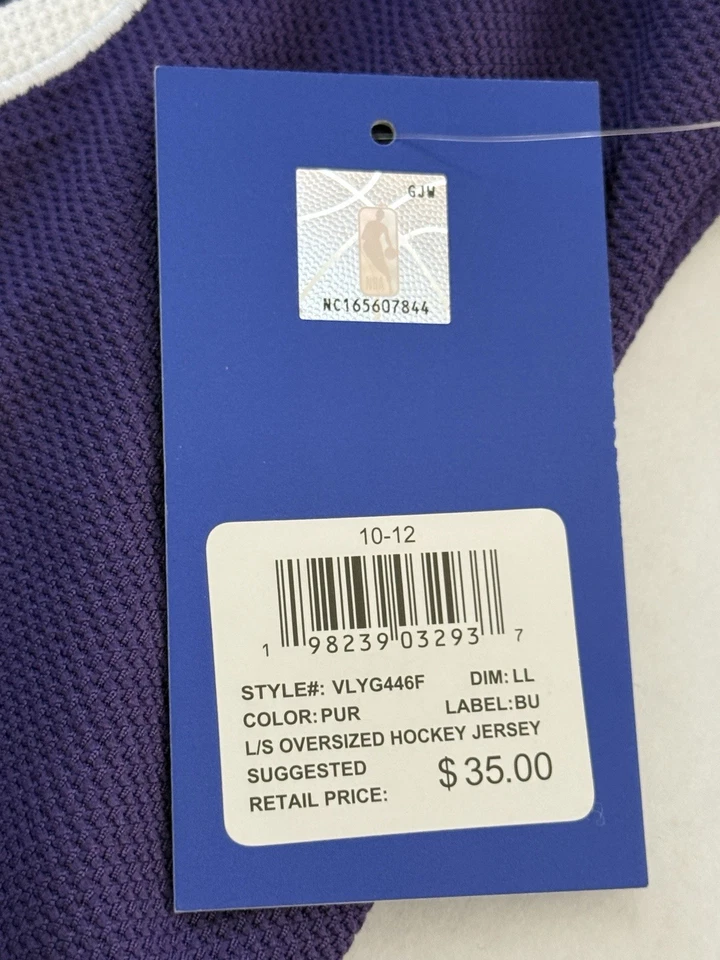 GJW
NBA
NC165607844
10-12
1 98239 03293 7
STYLE#: VLYG446F DIM: LL
COLOR:PUR LABEL:BU
L/S OVERSIZED HOCKEY JERSEY
SUGGESTED
RETAIL PRICE: $35.00